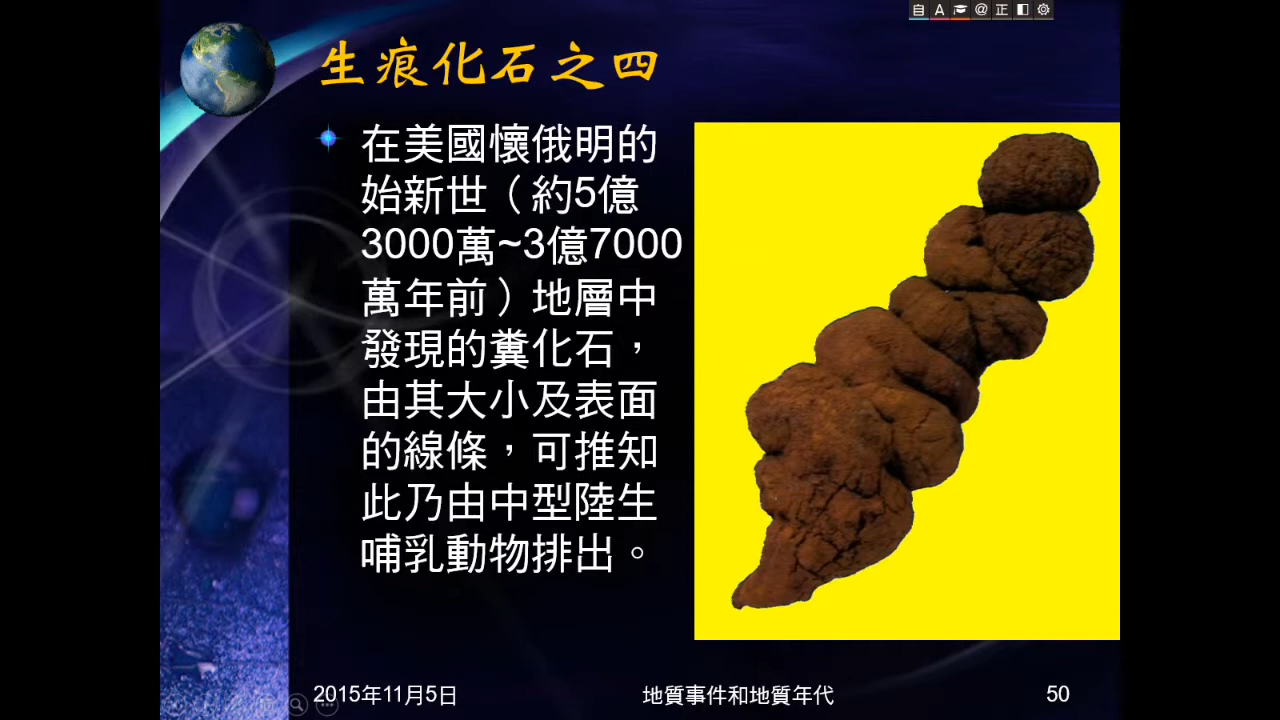 自 A @ 正
生痕化石之四
在美國懷俄明的
始新世（約5億
3000萬~3億7000
萬年前）地層中
發現的糞化石，
由其大小及表面
的線條，可推知
此乃由中型陸生
哺乳動物排出。
2015年11月5日 地質事件和地質年代 50